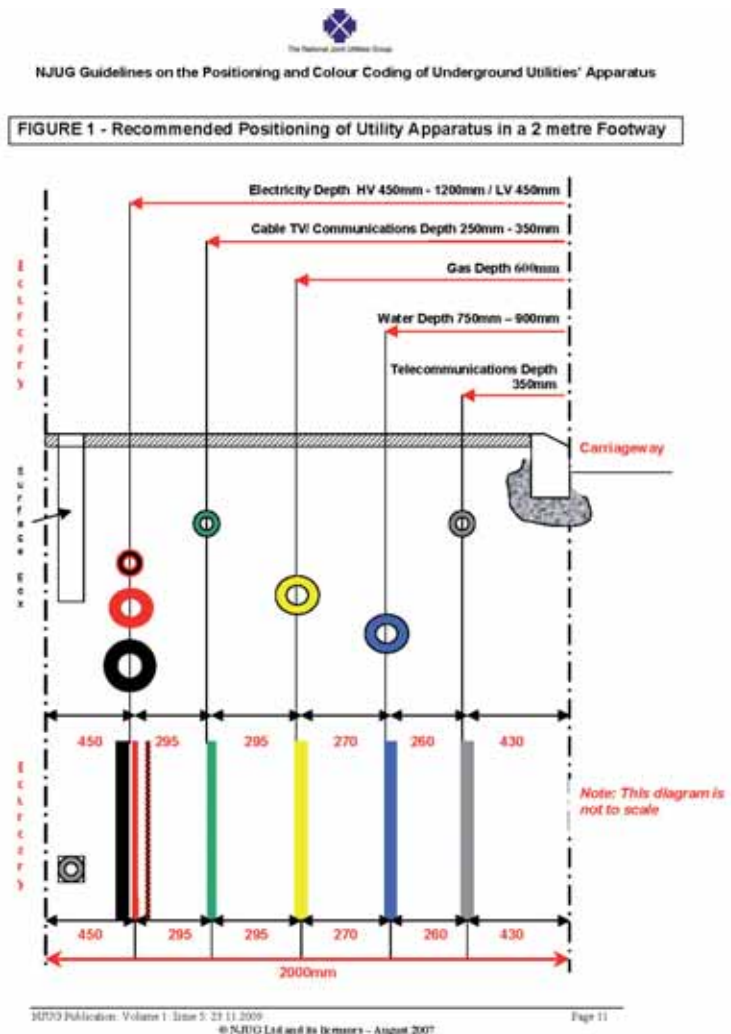 The National Joint Utilities Group
NJUG Guidelines on the Positioning and Colour Coding of Underground Utilities' Apparatus
FIGURE 1 - Recommended Positioning of Utility Apparatus in a 2 metre Footway
Electricity Depth HV 450mm - 1200mm / LV 450mm
Cable TV/ Communications Depth 250mm - 350mm
Gas Depth 600mm
Water Depth 750mm – 900mm
Telecommunications Depth
350mm
Boundary
Carriageway
Surface Box
450 295 295 270 260 430
Boundary
Note: This diagram is
not to scale
450 295 295 270 260 430
2000mm
NJUG Publication: Volume 1: Issue 5: 23 11.2009 Page 11
© NJUG Ltd and its licensors – August 2007